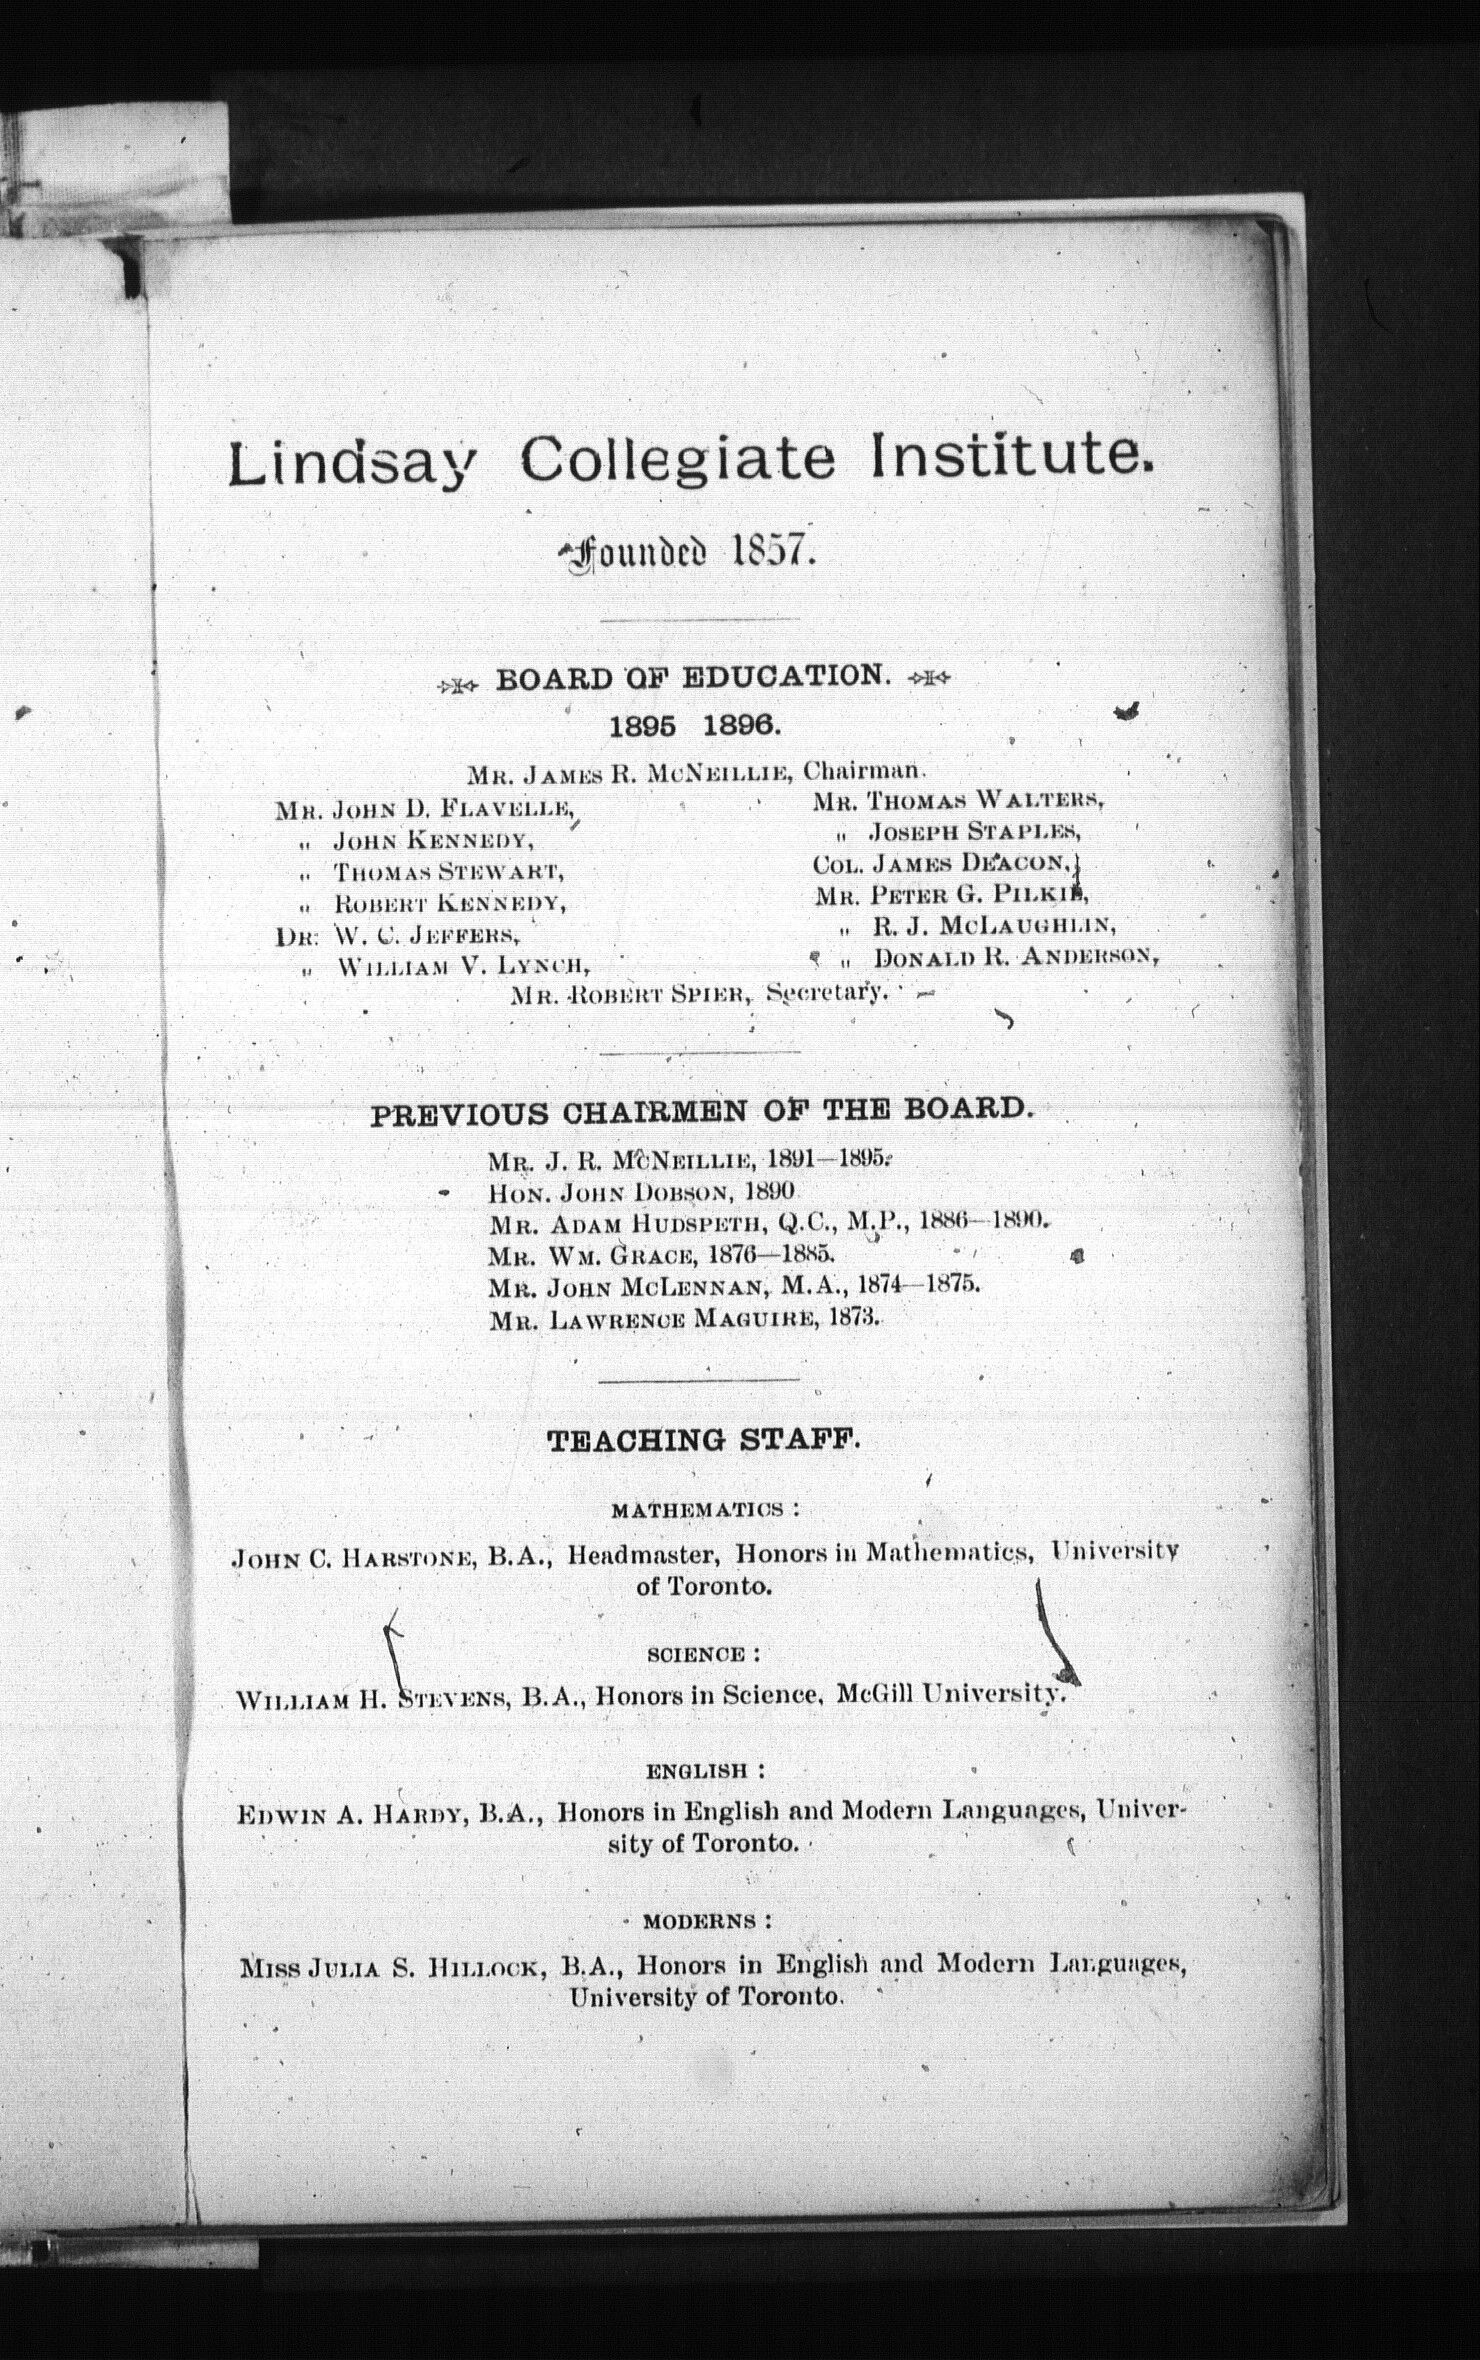 Lindsay Collegiate Institute.
Founded 1857.
BOARD OF EDUCATION.
1895 1896.
MR. JAMES R. MCNEILLIE, Chairman.
MR. JOHN D. FLAVELLE,
" JOHN KENNEDY,
" THOMAS STEWART,
" ROBERT KENNEDY,
DR. W. C. JEFFERS,
" WILLIAM V. LYNCH,
MR. THOMAS WALTERS,
" JOSEPH STAPLES,
COL. JAMES DEACON,
MR. PETER G. PILKIE,
" R. J. MCLAUGHLIN,
" DONALD R. ANDERSON,
MR. ROBERT SPIER, Secretary.
PREVIOUS CHAIRMEN OF THE BOARD.
MR. J. R. MCNEILLIE, 1891—1895.
HON. JOHN DOBSON, 1890
MR. ADAM HUDSPETH, Q.C., M.P., 1886—1890.
MR. WM. GRACE, 1876—1885.
MR. JOHN MCLENNAN, M.A., 1874—1875.
MR. LAWRENCE MAGUIRE, 1873.
TEACHING STAFF.
MATHEMATICS :
JOHN C. HARSTONE, B.A., Headmaster, Honors in Mathematics, University
of Toronto.
SCIENCE :
WILLIAM H. STEVENS, B.A., Honors in Science, McGill University.
ENGLISH :
EDWIN A. HARDY, B.A., Honors in English and Modern Languages, Univer-
sity of Toronto.
MODERNS :
MISS JULIA S. HILLOCK, B.A., Honors in English and Modern Languages,
University of Toronto.